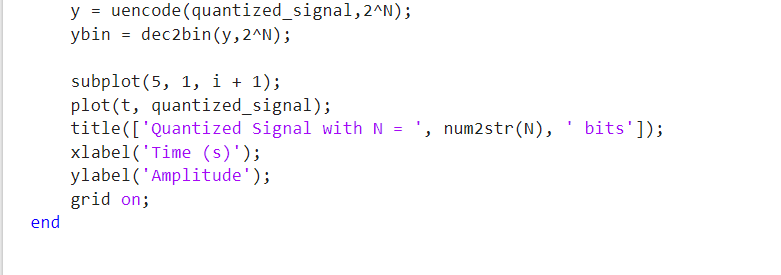 y = uencode(quantized_signal,2^N);
ybin = dec2bin(y,2^N);
subplot(5, 1, i + 1);
plot(t, quantized_signal);
title(['Quantized Signal with N = ', num2str(N), ' bits']);
xlabel('Time (s)');
ylabel('Amplitude');
grid on;
end